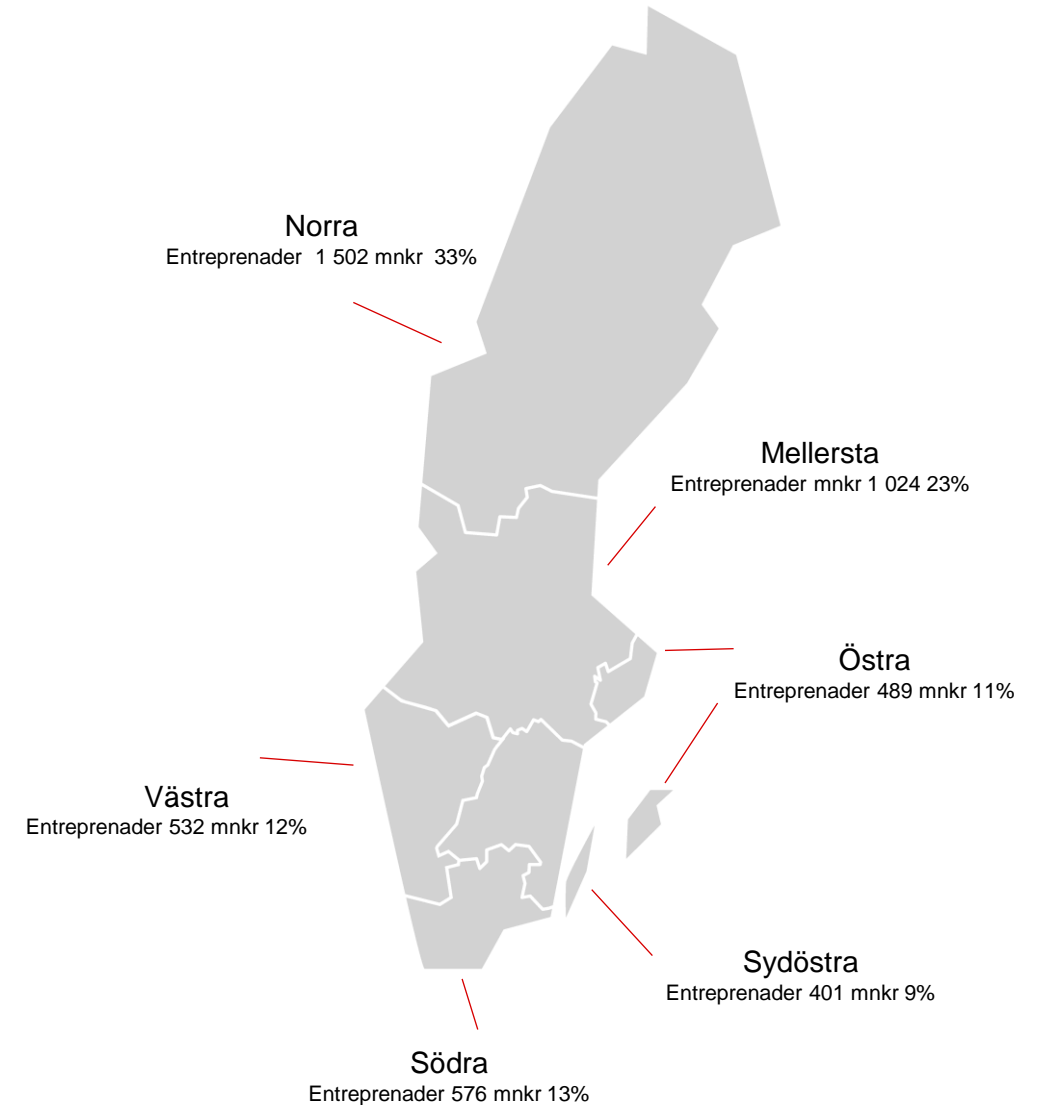 Norra
Entreprenader 1 502 mnkr 33%
Mellersta
Entreprenader mnkr 1 024 23%
Östra
Entreprenader 489 mnkr 11%
Västra
Entreprenader 532 mnkr 12%
Sydöstra
Entreprenader 401 mnkr 9%
Södra
Entreprenader 576 mnkr 13%